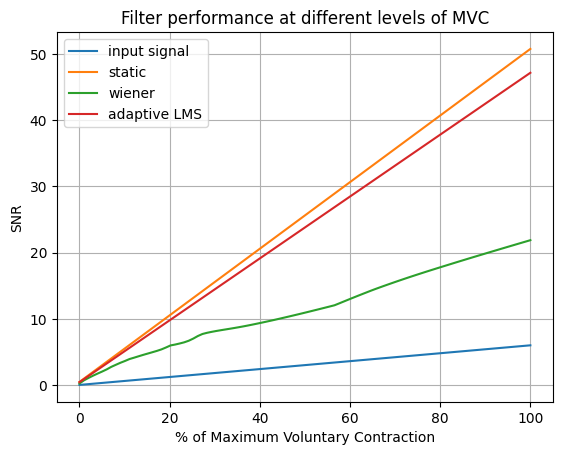 Filter performance at different levels of MVC
input signal
static
wiener
adaptive LMS
SNR
50
40
30
20
10
0
0 20 40 60 80 100
% of Maximum Voluntary Contraction